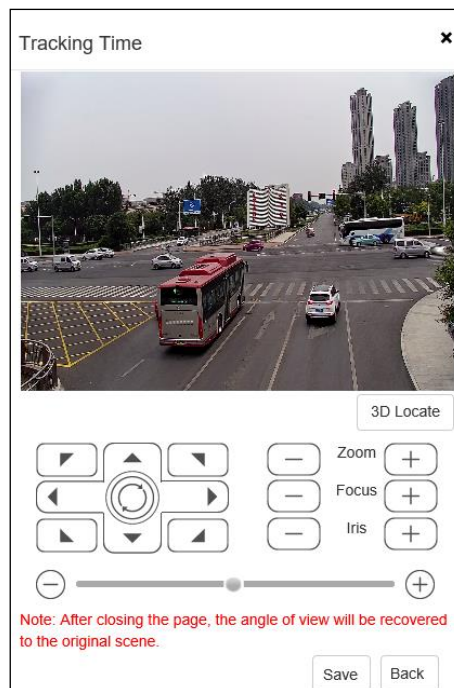 Tracking Time
3D Locate
Zoom
Focus
Iris
Note: After closing the page, the angle of view will be recovered
to the original scene.
Save Back